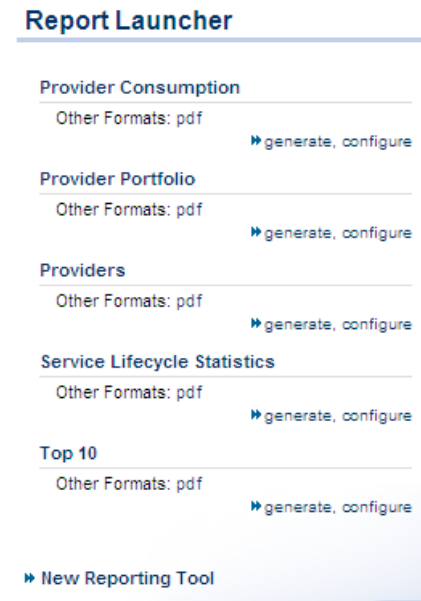 Report Launcher
Provider Consumption
Other Formats: pdf
generate, configure
Provider Portfolio
Other Formats: pdf
generate, configure
Providers
Other Formats: pdf
generate, configure
Service Lifecycle Statistics
Other Formats: pdf
generate, configure
Top 10
Other Formats: pdf
generate, configure
New Reporting Tool